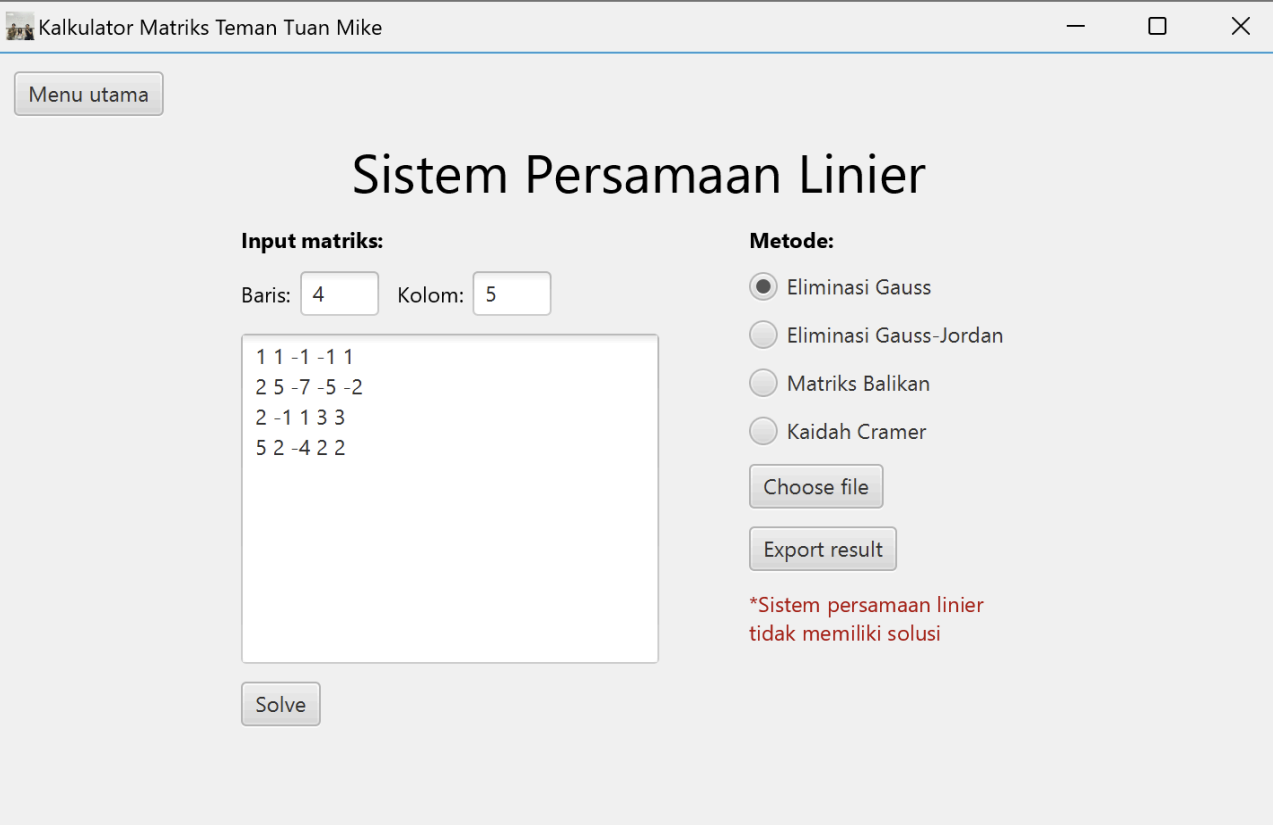 Kalkulator Matriks Teman Tuan Mike
Menu utama
Sistem Persamaan Linier
Input matriks:
Baris: 4 Kolom: 5
1 1 -1 -1 1
2 5 -7 -5 -2
2 -1 1 3 3
5 2 -4 2 2
Solve
Metode:
Eliminasi Gauss
Eliminasi Gauss-Jordan
Matriks Balikan
Kaidah Cramer
Choose file
Export result
*Sistem persamaan linier
tidak memiliki solusi